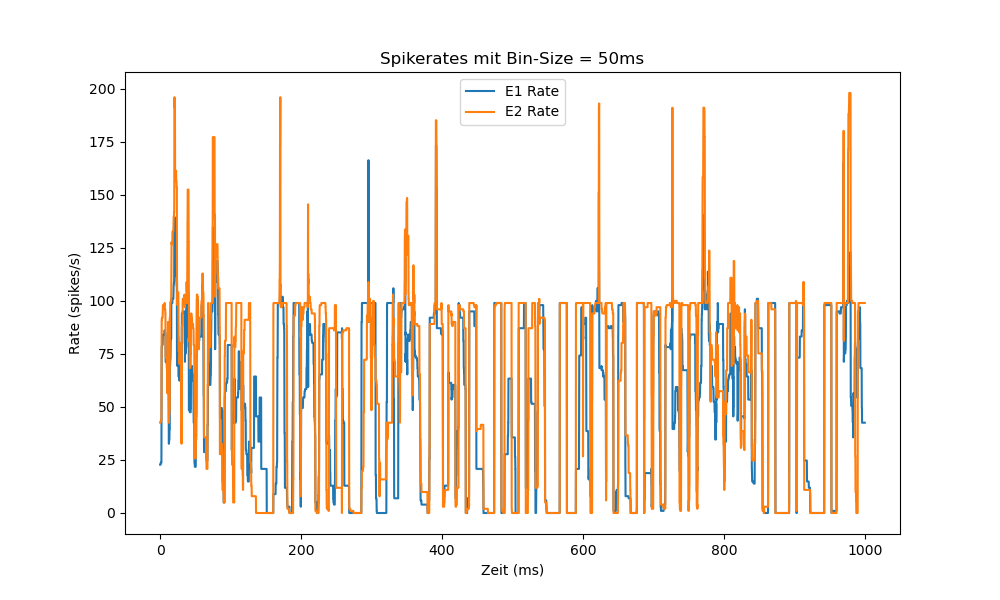 Spikerates mit Bin-Size = 50ms
E1 Rate
E2 Rate
200
175
150
125
100
75
50
25
0
Rate (spikes/s)
0 200 400 600 800 1000
Zeit (ms)